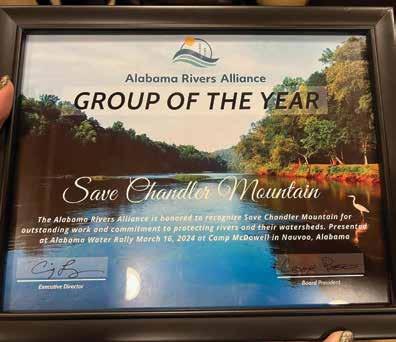 Alabama Rivers Alliance
GROUP OF THE YEAR
Save Chandler Mountain
The Alabama Rivers Alliance is honored to recognize Save Chandler Mountain for
outstanding work and commitment to protecting rivers and their watersheds. Presented
at Alabama Water Rally March 16, 2024 at Camp McDowell in Nauvoo, Alabama
Executive Director
Board President